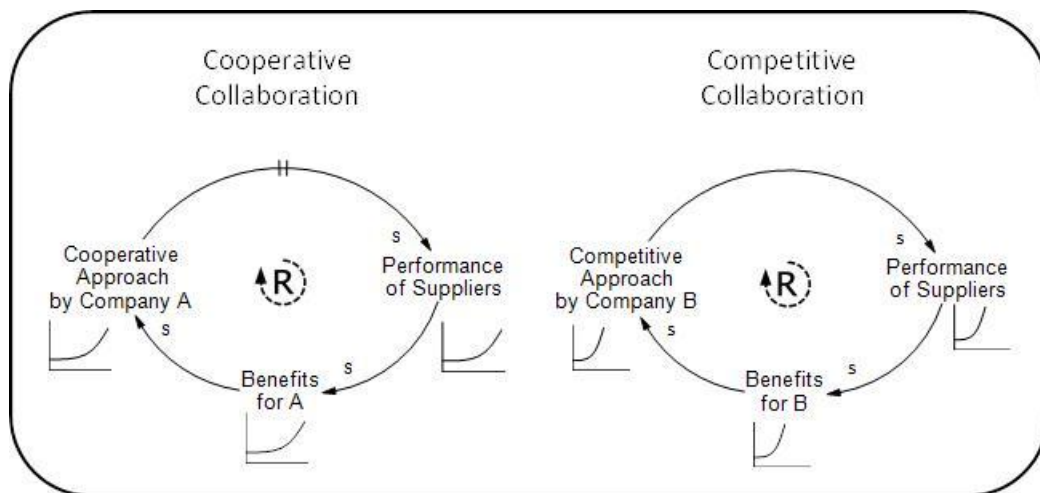 Cooperative
Collaboration
Competitive
Collaboration
s
Cooperative
Approach
by Company A
R
Performance
of Suppliers
s
s
Benefits
for A
s
Competitive
Approach
by Company B
R
Performance
of Suppliers
s
s
Benefits
for B